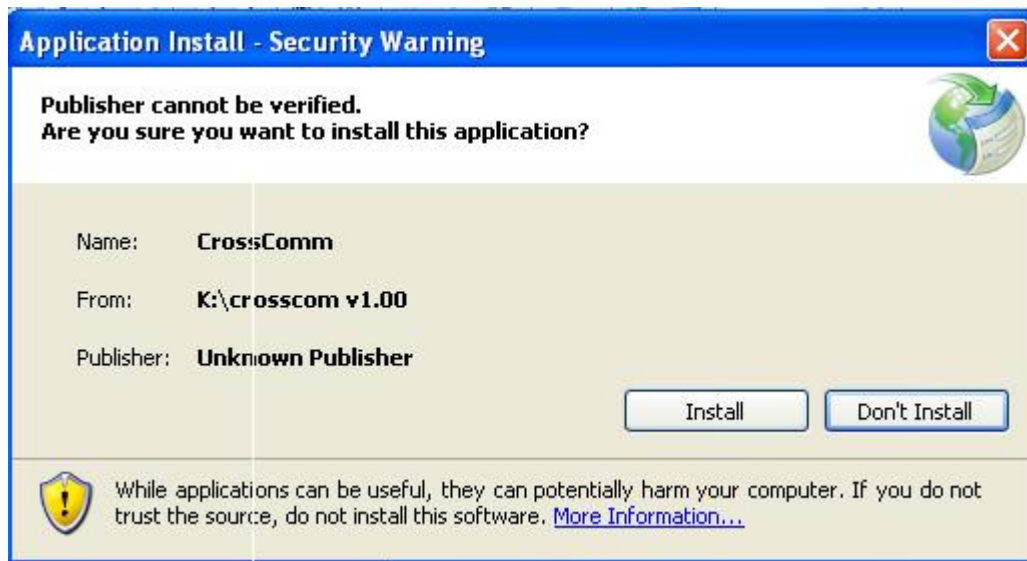 Application Install - Security Warning
Publisher cannot be verified.
Are you sure you want to install this application?
Name: CrossComm
From: K:\crosscom v1.00
Publisher: Unknown Publisher
Install Don't Install
While applications can be useful, they can potentially harm your computer. If you do not
trust the source, do not install this software. More Information...